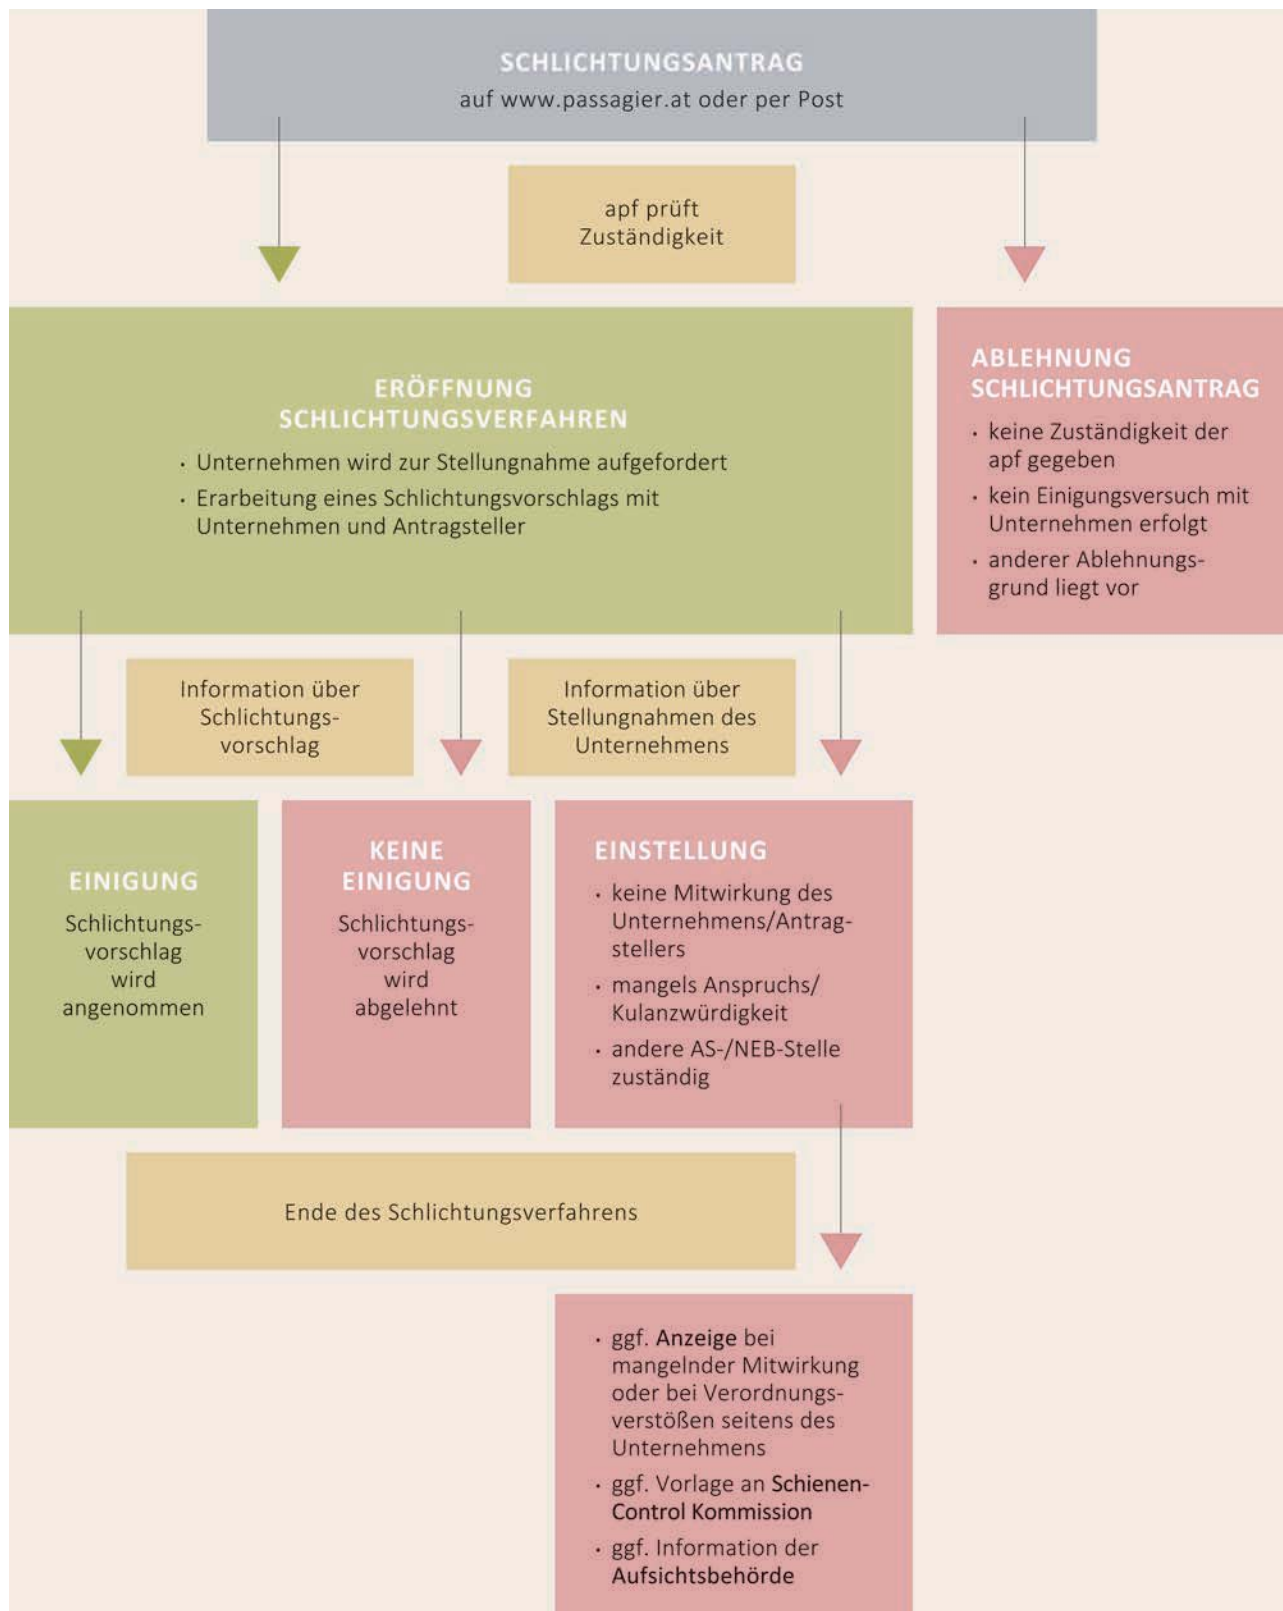 SCHLICHTUNGSANTRAG
auf www.passagier.at oder per Post
apf prüft
Zuständigkeit
ERÖFFNUNG
SCHLICHTUNGSVERFAHREN
· Unternehmen wird zur Stellungnahme aufgefordert
· Erarbeitung eines Schlichtungsvorschlags mit
Unternehmen und Antragsteller
ABLEHNUNG
SCHLICHTUNGSANTRAG
· keine Zuständigkeit der
apf gegeben
· kein Einigungsversuch mit
Unternehmen erfolgt
· anderer Ablehnungs-
grund liegt vor
Information über
Schlichtungs-
vorschlag
Information über
Stellungnahmen des
Unternehmens
EINIGUNG
Schlichtungs-
vorschlag
wird
angenommen
KEINE
EINIGUNG
Schlichtungs-
vorschlag
wird
abgelehnt
EINSTELLUNG
· keine Mitwirkung des
Unternehmens/Antrag-
stellers
· mangels Anspruchs/
Kulanzwürdigkeit
· andere AS-/NEB-Stelle
zuständig
Ende des Schlichtungsverfahrens
· ggf. Anzeige bei
mangelnder Mitwirkung
oder bei Verordnungs-
verstößen seitens des
Unternehmens
· ggf. Vorlage an Schienen-
Control Kommission
· ggf. Information der
Aufsichtsbehörde